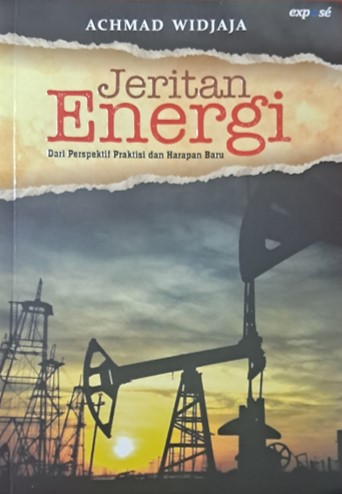 exposé
ACHMAD WIDJAJA
Jeritan
Energi
Dari Perspektif Praktisi dan Harapan Baru